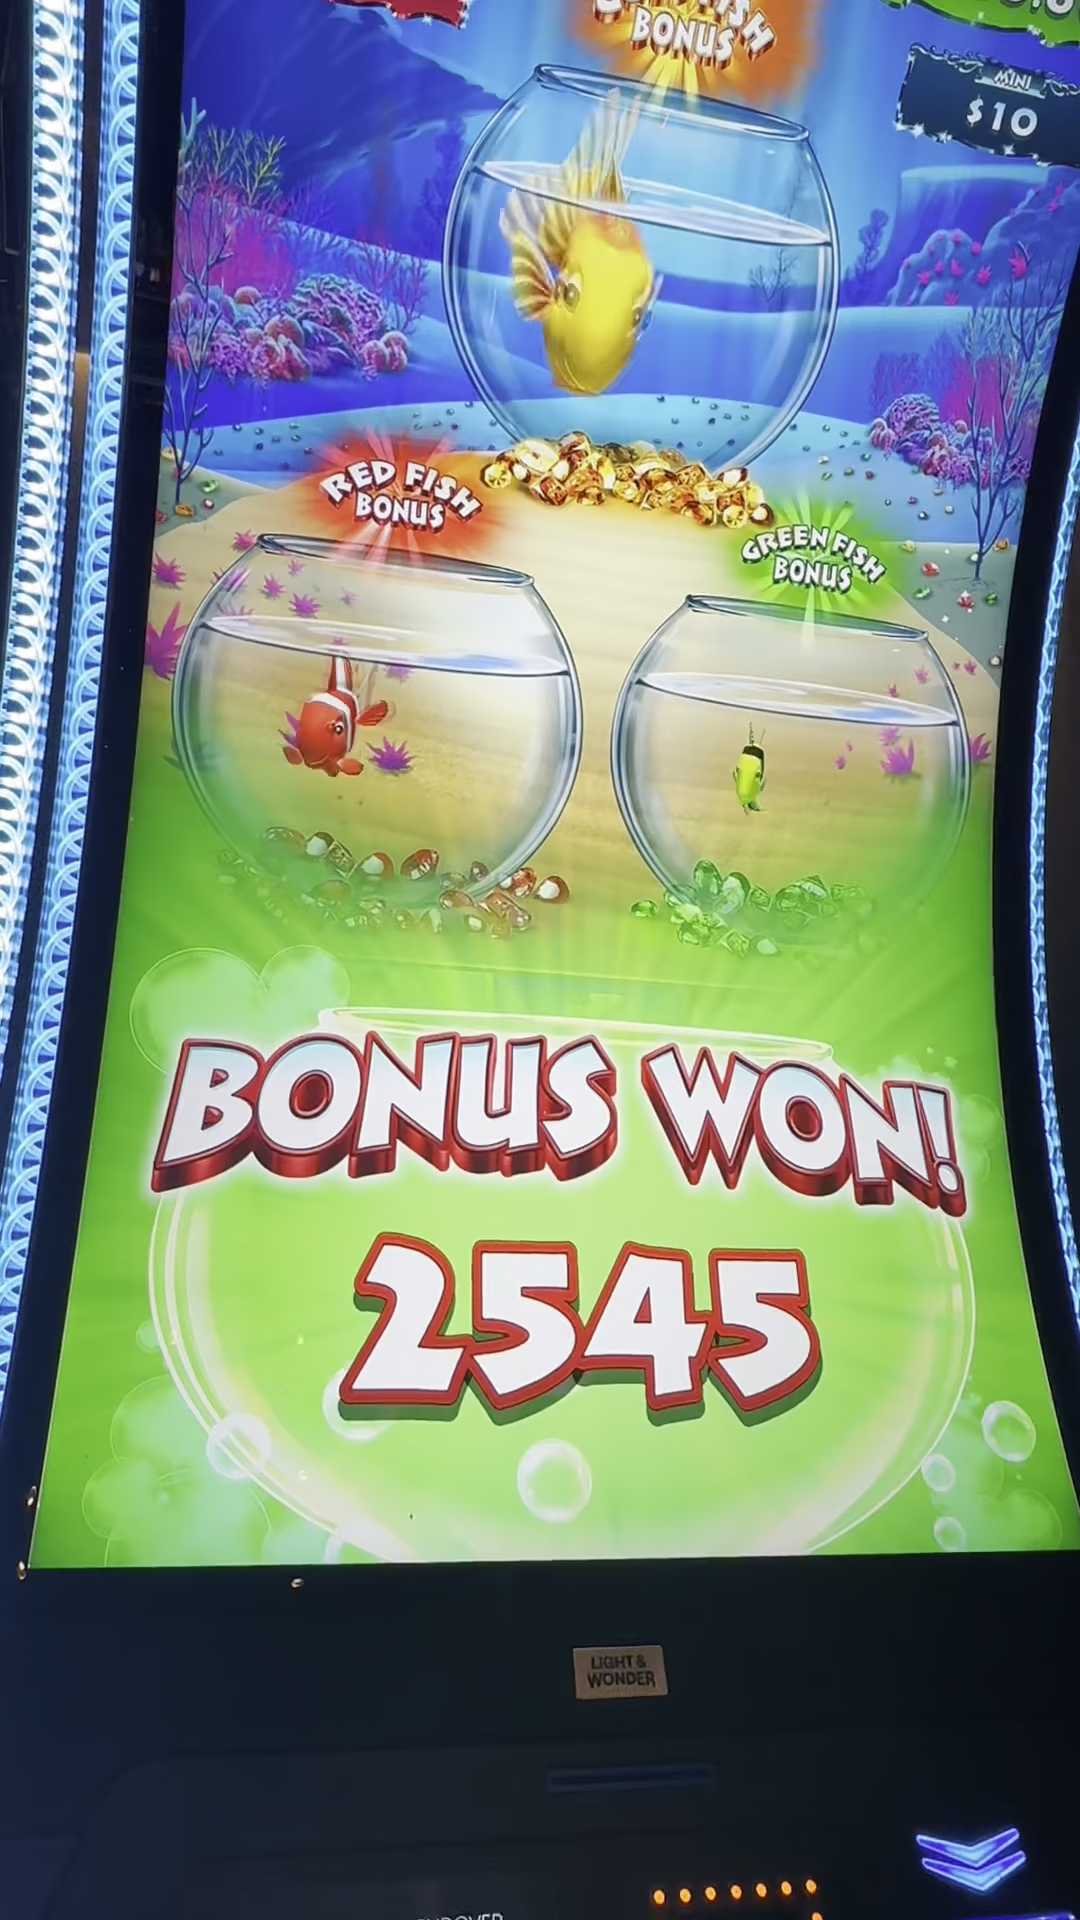 BONUS
MINI
$10
RED FISH
BONUS
GREEN FISH
BONUS
BONUS WON!
2545
LIGHT &
WONDER